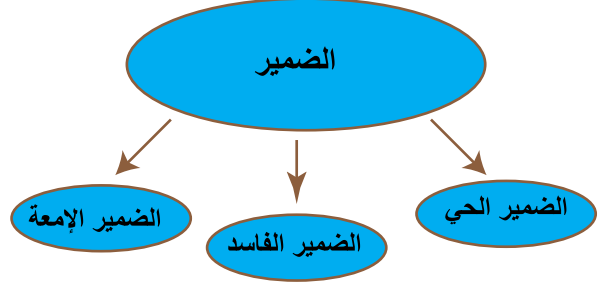 الضمير
الضمير الحي
الضمير الفاسد
الضمير الإمعة